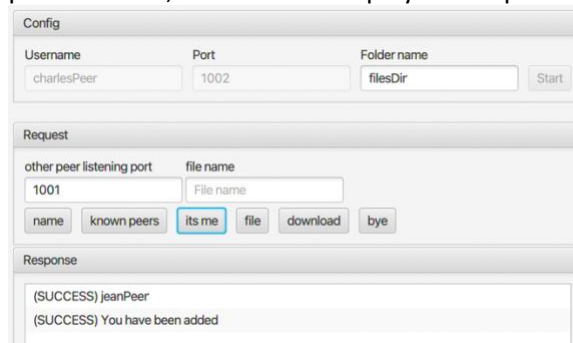 Config
Username Port Folder name
charlesPeer 1002 filesDir Start
Request
other peer listening port file name
1001 File name
name known peers its me file download bye
Response
(SUCCESS) jeanPeer
(SUCCESS) You have been added